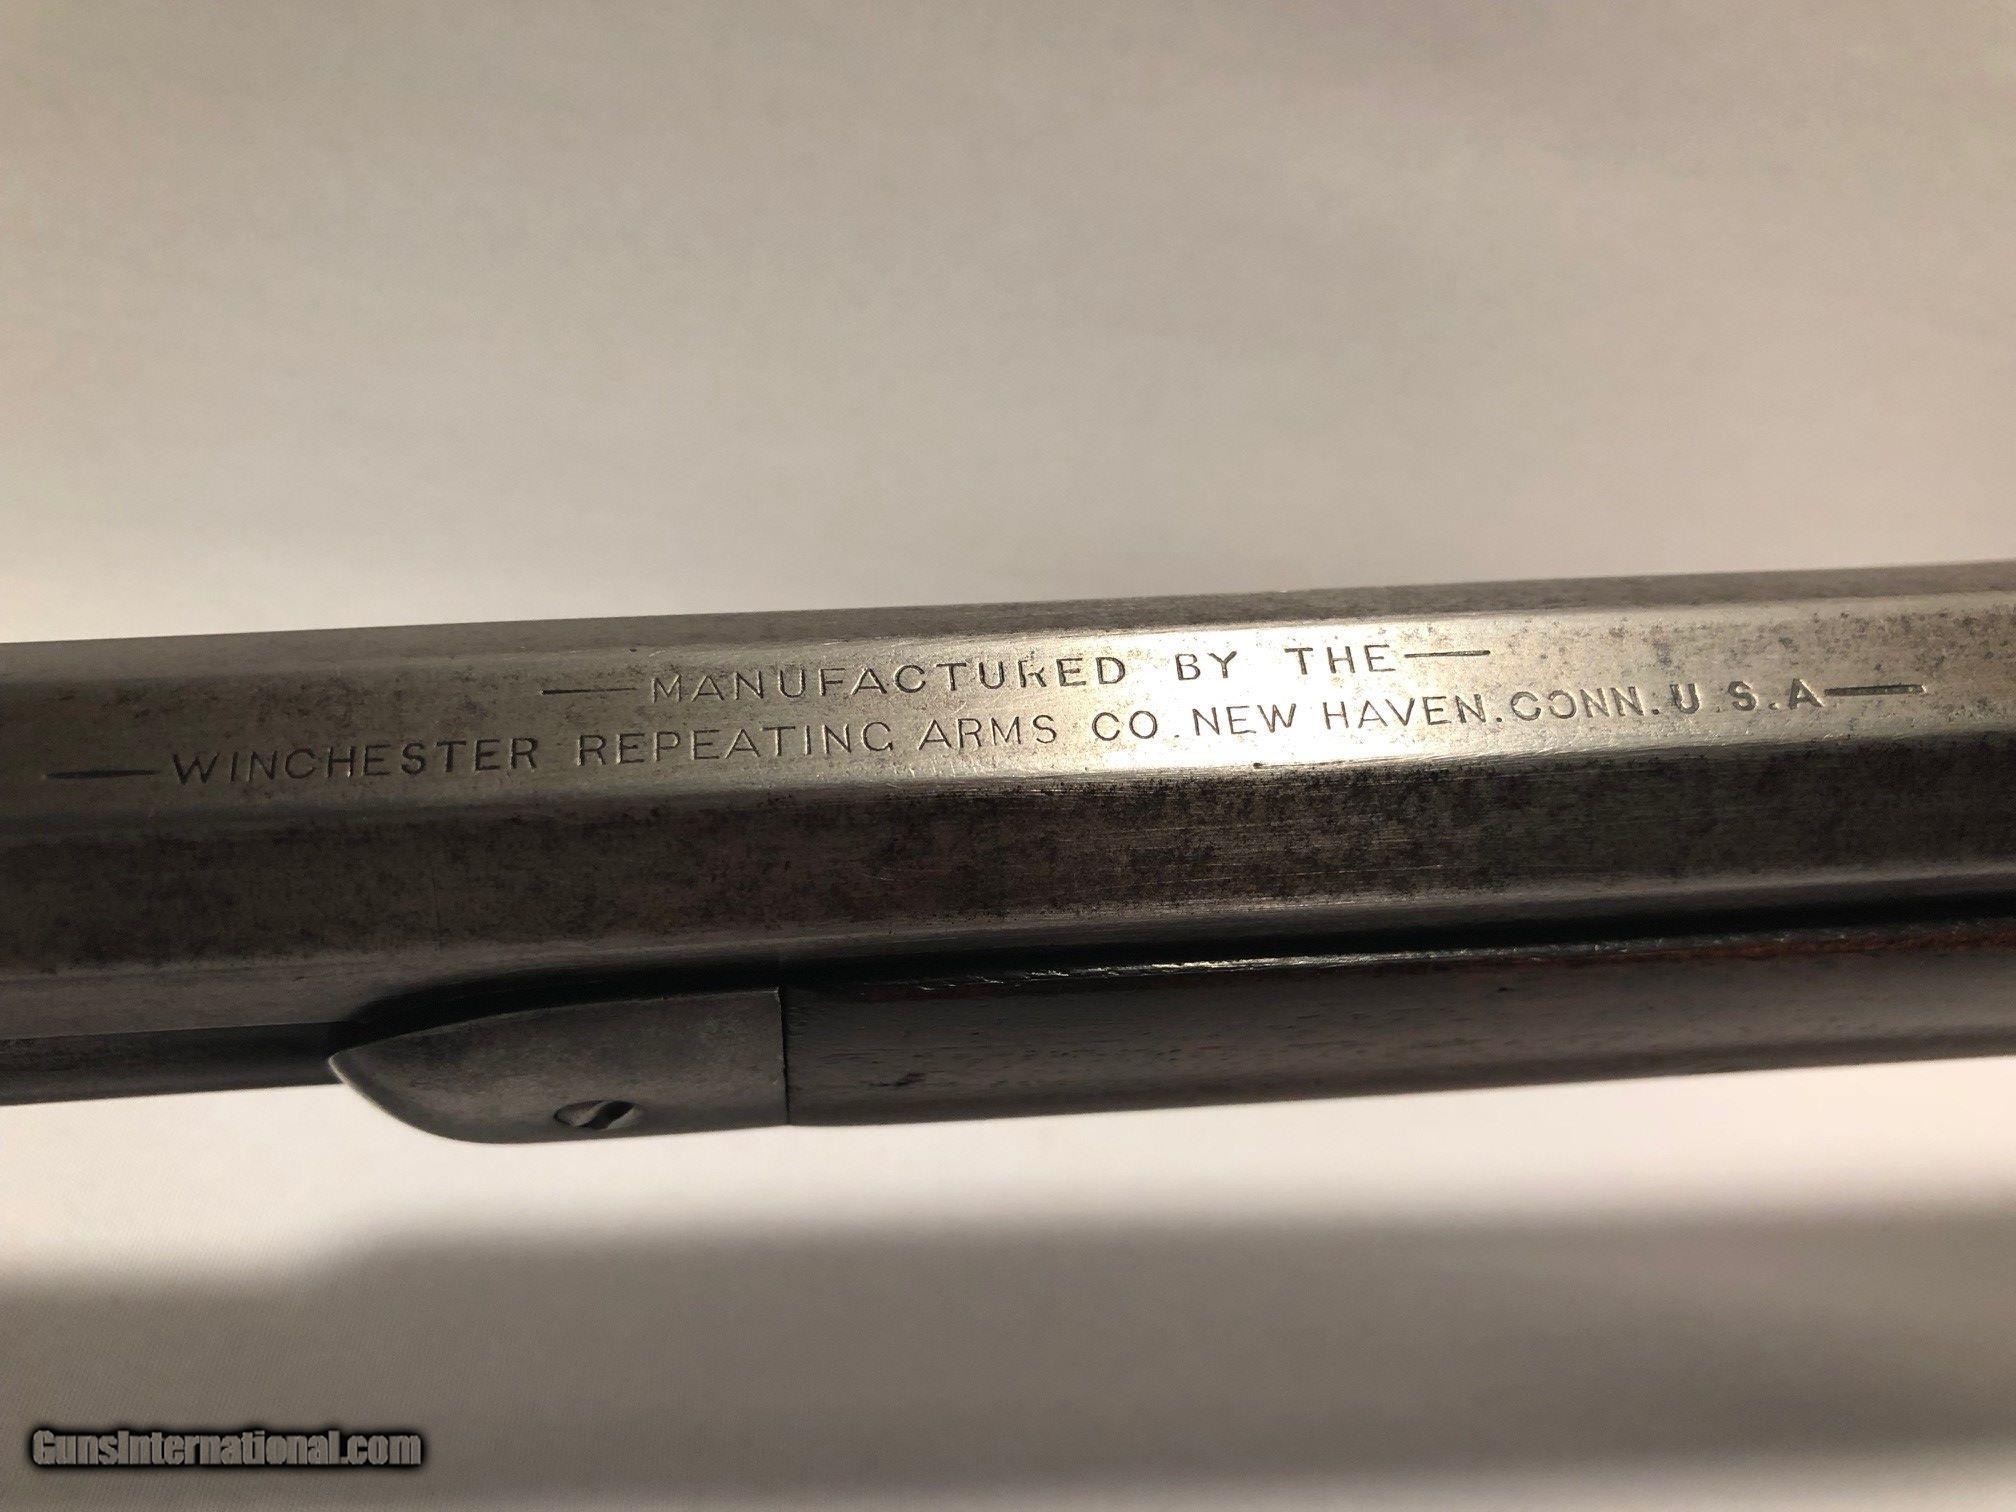 —MANUFACTURED BY THE—
—WINCHESTER REPEATING ARMS CO. NEW HAVEN. CONN. U.S.A—
GunsInternational.com